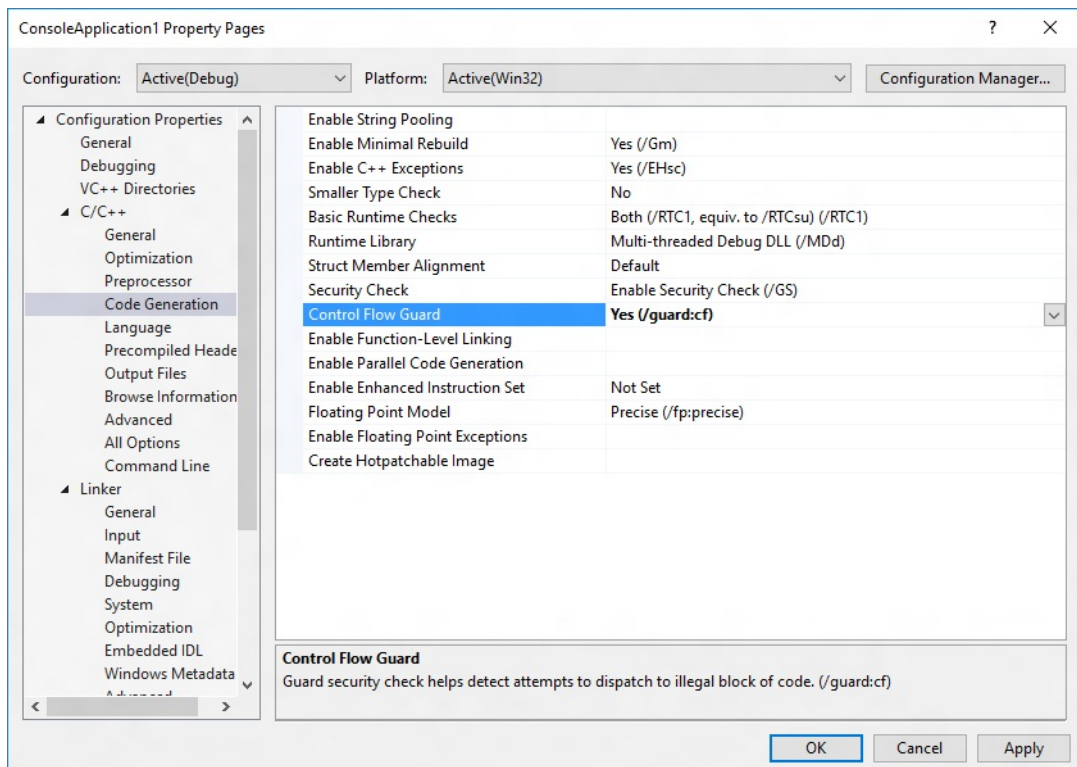 ConsoleApplication1 Property Pages
?
Configuration: Active(Debug) Platform: Active(Win32) Configuration Manager...
Configuration Properties
General
Debugging
VC++ Directories
C/C++
General
Optimization
Preprocessor
Code Generation
Language
Precompiled Heade
Output Files
Browse Information
Advanced
All Options
Command Line
Linker
General
Input
Manifest File
Debugging
System
Optimization
Embedded IDL
Windows Metadata
Enable String Pooling
Enable Minimal Rebuild Yes (/Gm)
Enable C++ Exceptions Yes (/EHsc)
Smaller Type Check No
Basic Runtime Checks Both (/RTC1, equiv. to /RTCsu) (/RTC1)
Runtime Library Multi-threaded Debug DLL (/MDd)
Struct Member Alignment Default
Security Check Enable Security Check (/GS)
Control Flow Guard Yes (/guard:cf)
Enable Function-Level Linking
Enable Parallel Code Generation
Enable Enhanced Instruction Set Not Set
Floating Point Model Precise (/fp:precise)
Enable Floating Point Exceptions
Create Hotpatchable Image
Control Flow Guard
Guard security check helps detect attempts to dispatch to illegal block of code. (/guard:cf)
OK Cancel Apply